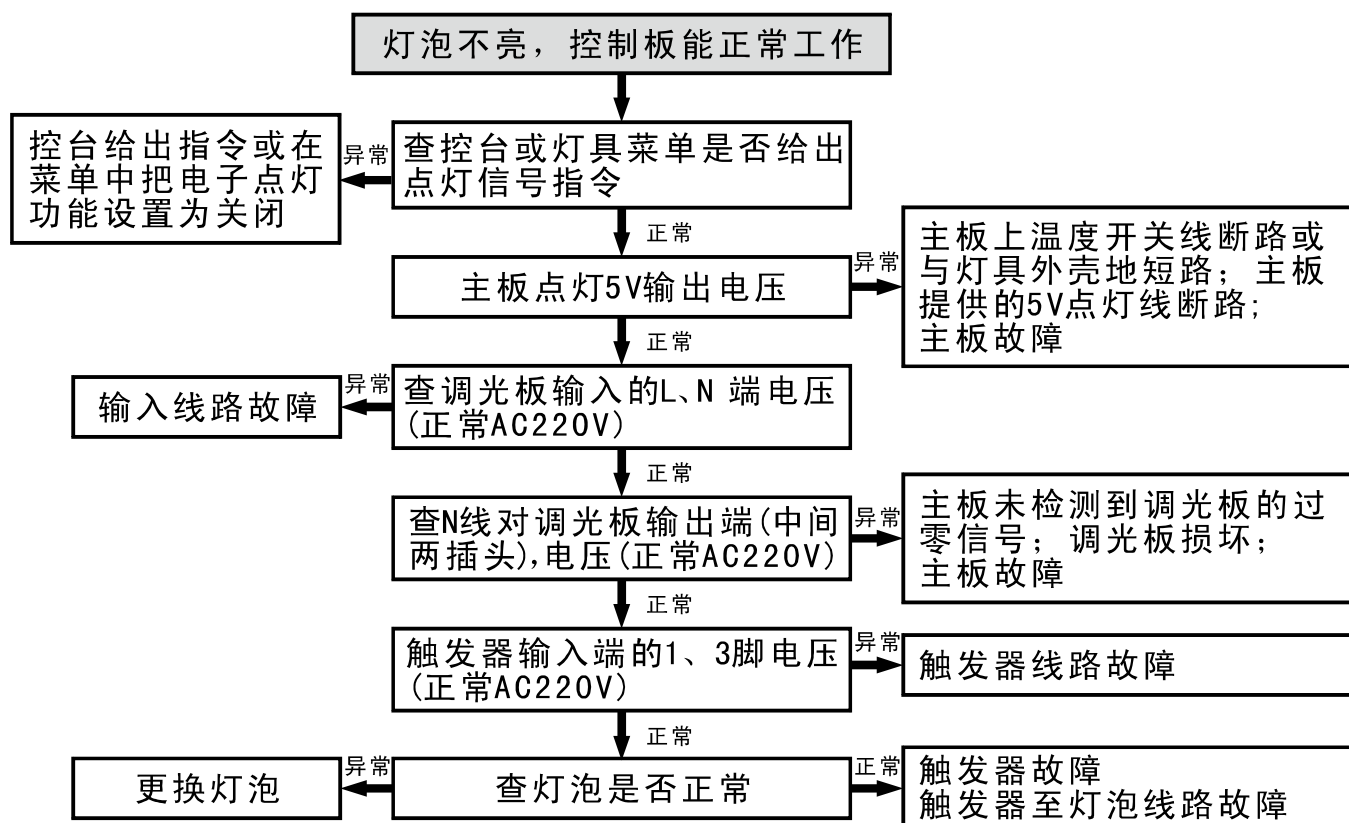 灯泡不亮，控制板能正常工作
控台给出指令或在
菜单中把电子点灯
功能设置为关闭
异常
查控台或灯具菜单是否给出
点灯信号指令
正常
主板点灯5V输出电压
异常
主板上温度开关线断路或
与灯具外壳地短路；主板
提供的5V点灯线断路;
主板故障
正常
输入线路故障
异常
查调光板输入的L、N 端电压
(正常AC220V)
正常
查N线对调光板输出端(中间
两插头),电压(正常AC220V)
异常
主板未检测到调光板的过
零信号；调光板损坏；
主板故障
正常
触发器输入端的1、3脚电压
(正常AC220V)
异常
触发器线路故障
正常
更换灯泡
异常
查灯泡是否正常
正常
触发器故障
触发器至灯泡线路故障